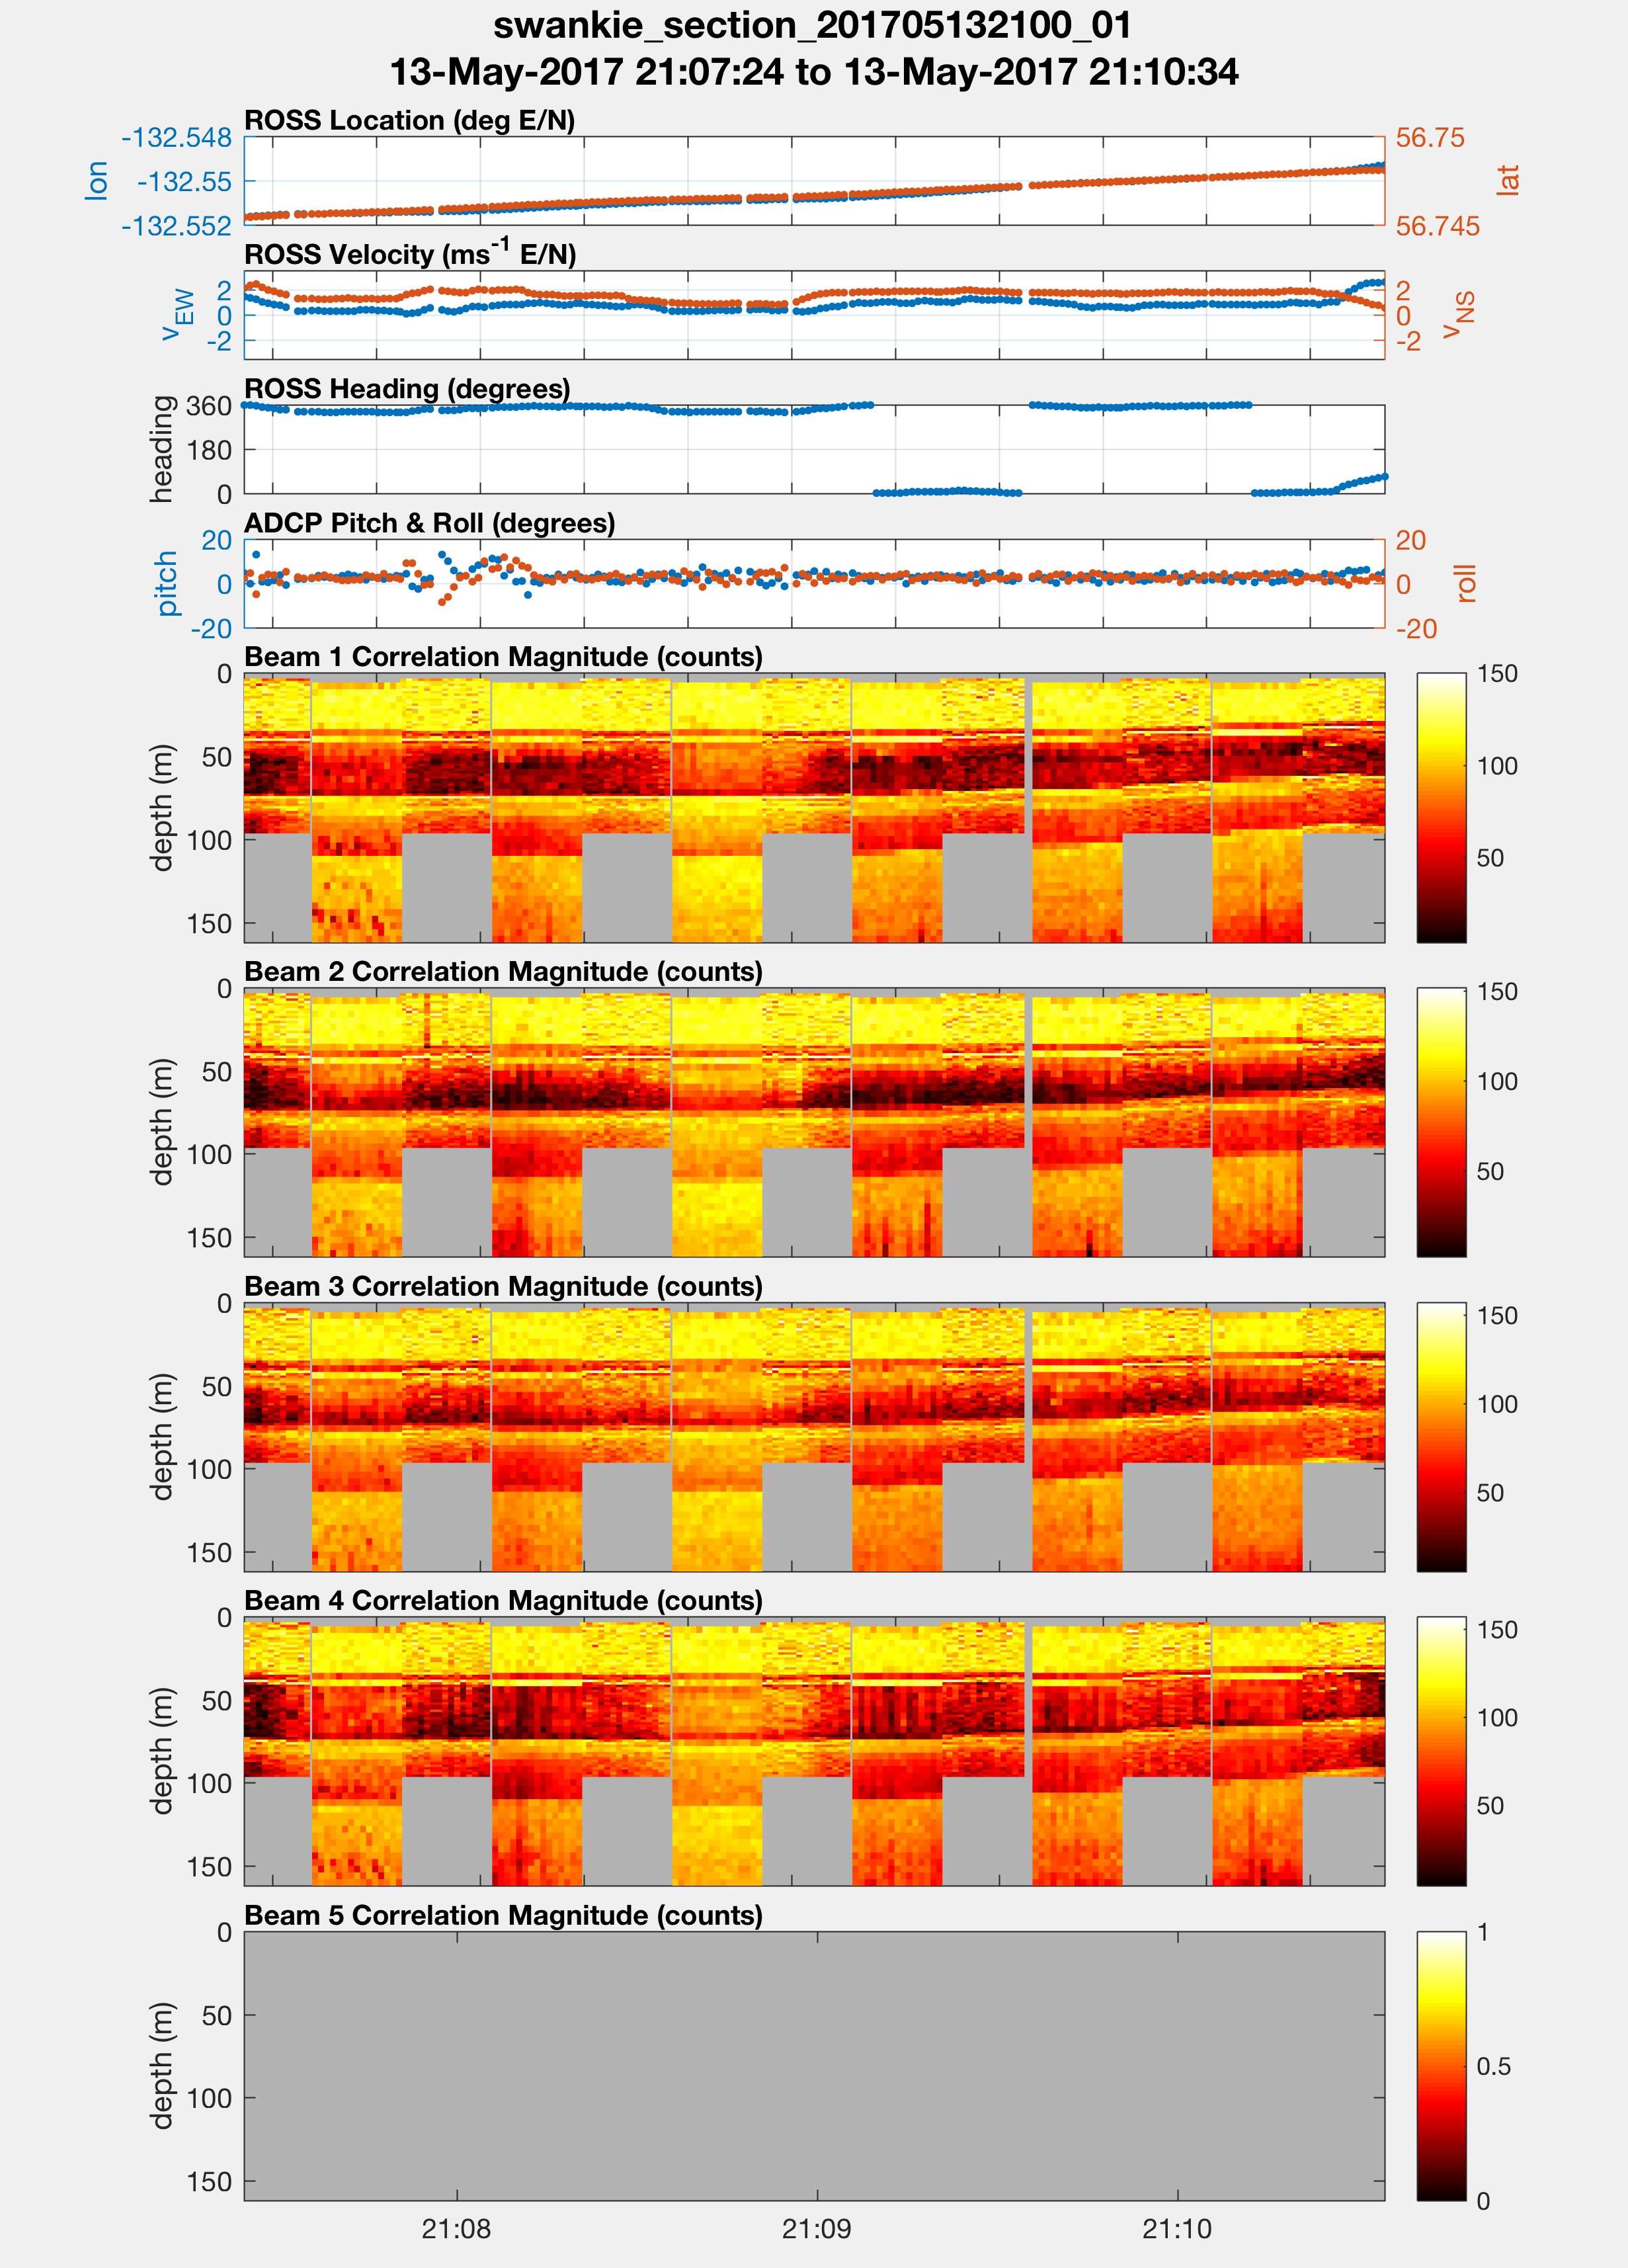 swankie_section_201705132100_01
13-May-2017 21:07:24 to 13-May-2017 21:10:34
ROSS Location (deg E/N)
-132.548
-132.55
-132.552
lon
56.75
56.745
lat
ROSS Velocity (ms-1 E/N)
2
0
-2
vEW
2
0
-2
vNS
ROSS Heading (degrees)
360
180
0
heading
ADCP Pitch & Roll (degrees)
20
0
-20
pitch
20
0
-20
roll
Beam 1 Correlation Magnitude (counts)
0
50
100
150
depth (m)
150
100
50
Beam 2 Correlation Magnitude (counts)
0
50
100
150
depth (m)
150
100
50
Beam 3 Correlation Magnitude (counts)
0
50
100
150
depth (m)
150
100
50
Beam 4 Correlation Magnitude (counts)
0
50
100
150
depth (m)
150
100
50
Beam 5 Correlation Magnitude (counts)
0
50
100
150
depth (m)
1
0.5
0
21:08
21:09
21:10